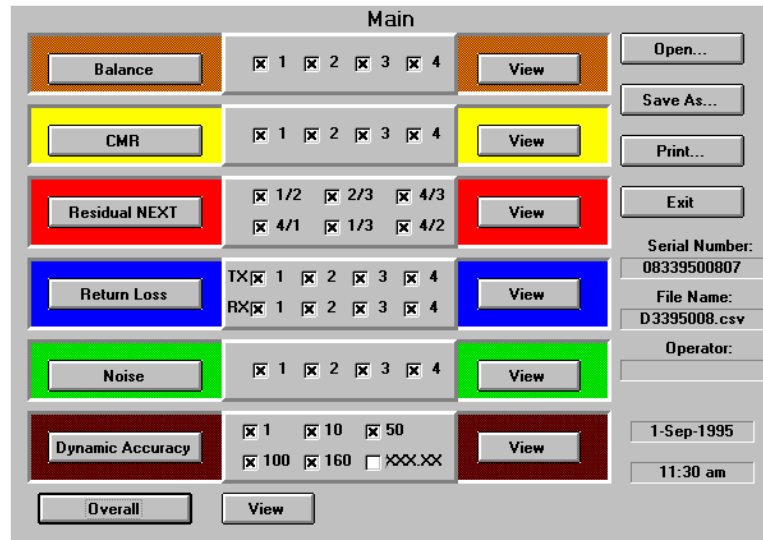 Main
Balance 1 2 3 4 View
CMR 1 2 3 4 View
Residual NEXT 1/2 2/3 4/3 View
4/1 1/3 4/2
Return Loss TX 1 2 3 4 View
RX 1 2 3 4
Noise 1 2 3 4 View
Dynamic Accuracy 1 10 50 View
100 160 XXX.XX
Overall View
Open...
Save As...
Print...
Exit
Serial Number:
08339500807
File Name:
D3395008.csv
Operator:
1-Sep-1995
11:30 am